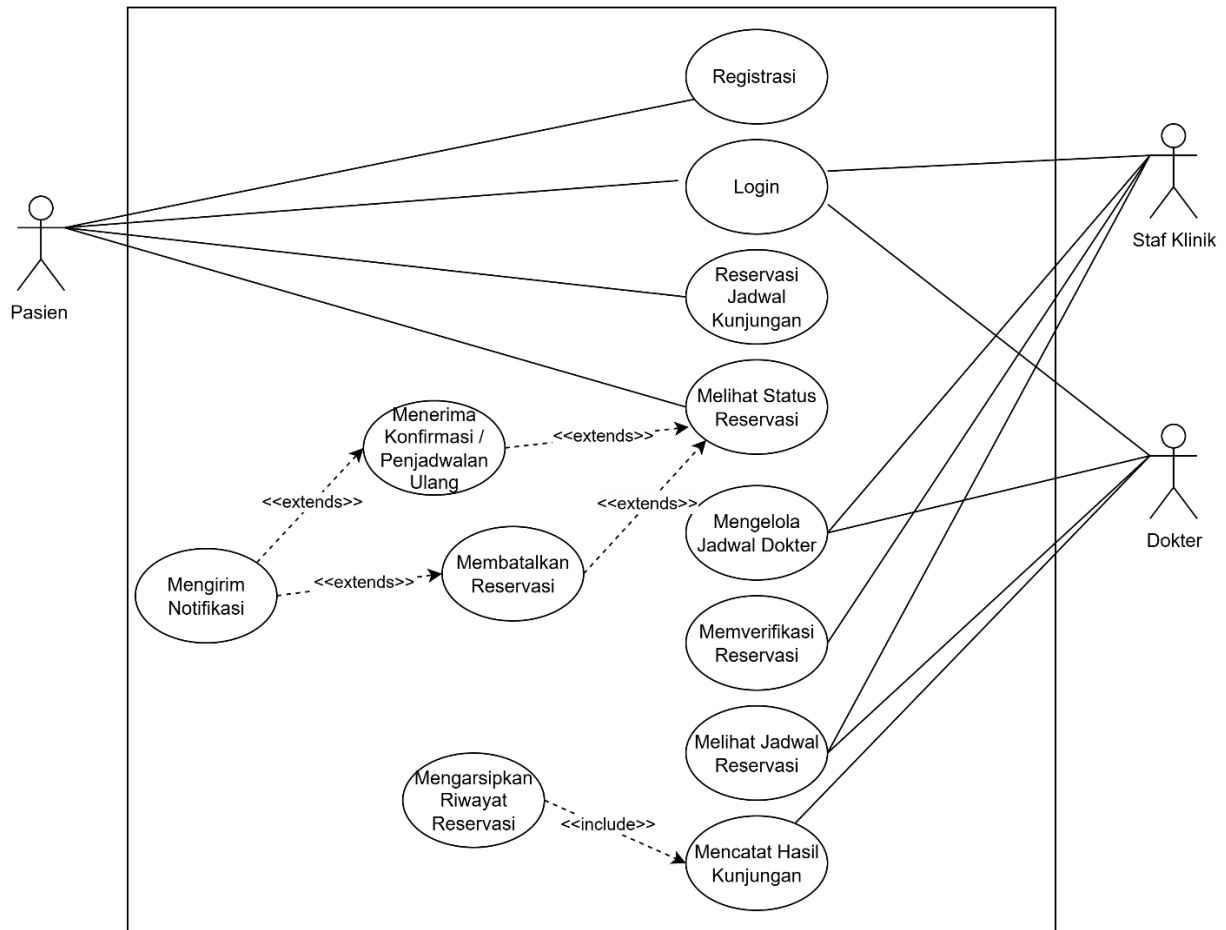 Registrasi
Login
Staf Klinik
Pasien
Reservasi
Jadwal
Kunjungan
Melihat Status
Reservasi
Menerima
Konfirmasi /
Penjadwalan
Ulang
<<extends>>
<<extends>>
<<extends>>
Mengelola
Jadwal Dokter
Dokter
Mengirim
Notifikasi
<<extends>>
Membatalkan
Reservasi
Memverifikasi
Reservasi
Melihat Jadwal
Reservasi
Mengarsipkan
Riwayat
Reservasi
<<include>>
Mencatat Hasil
Kunjungan